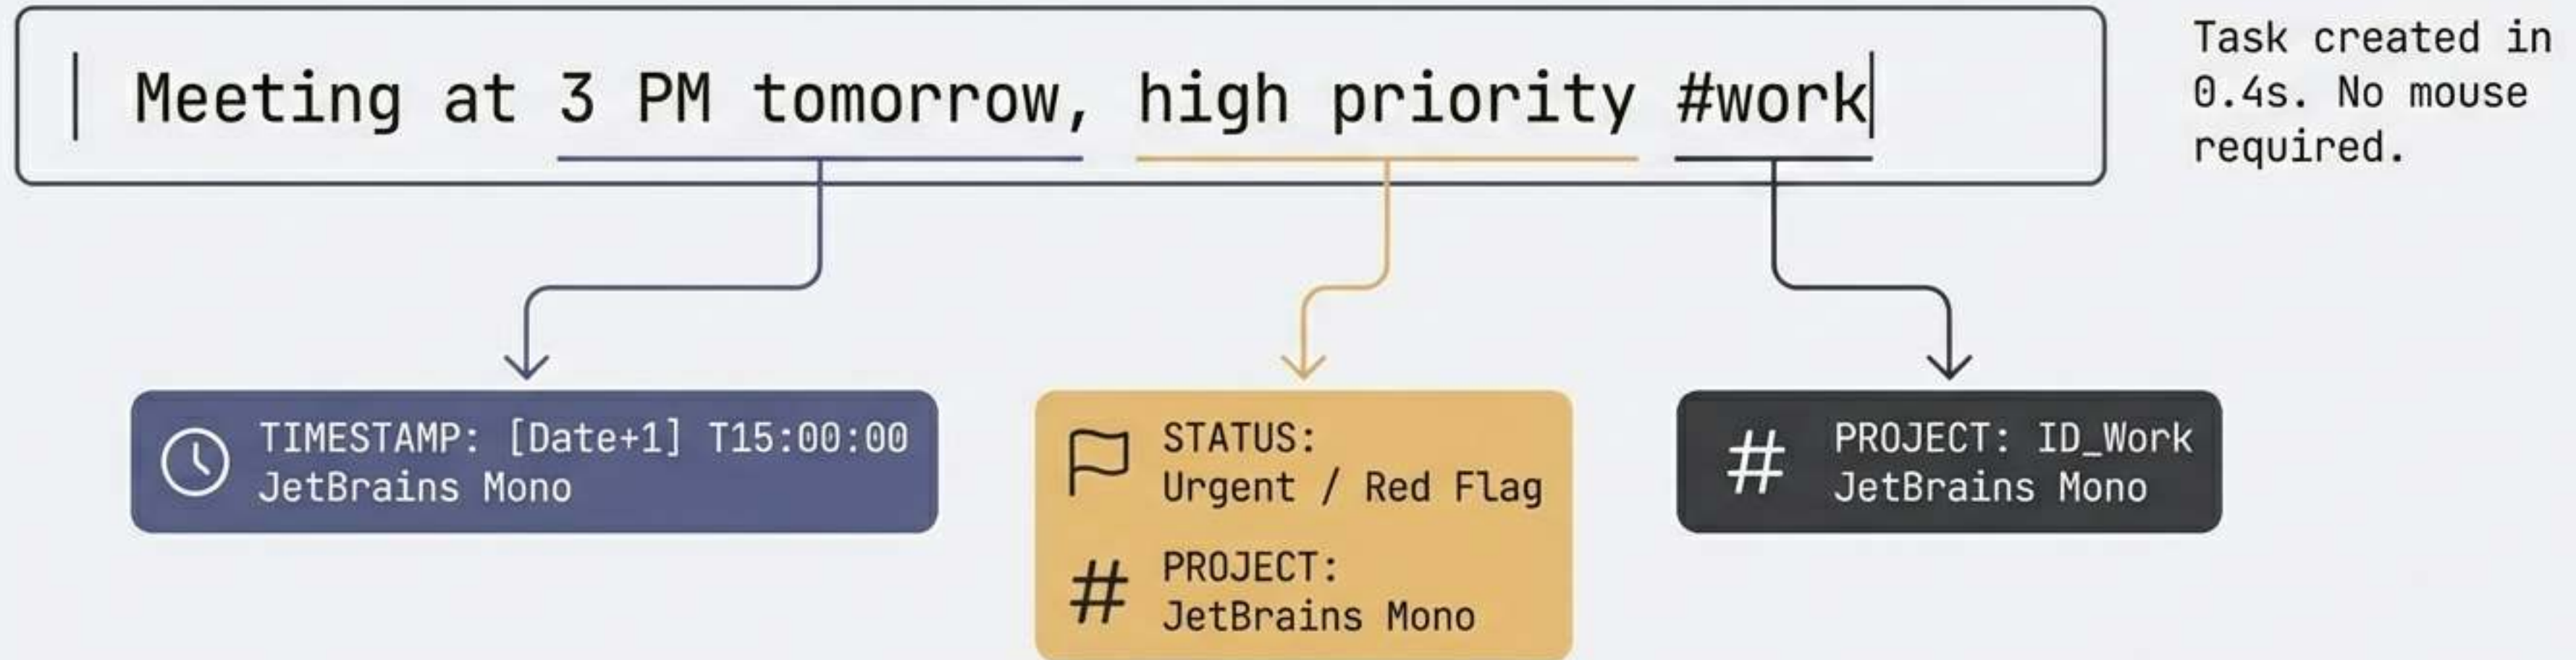 Meeting at 3 PM tomorrow, high priority #work
Task created in
0.4s. No mouse
required.
TIMESTAMP: [Date+1] T15:00:00
JetBrains Mono
STATUS:
Urgent / Red Flag
# PROJECT:
JetBrains Mono
# PROJECT: ID_Work
JetBrains Mono